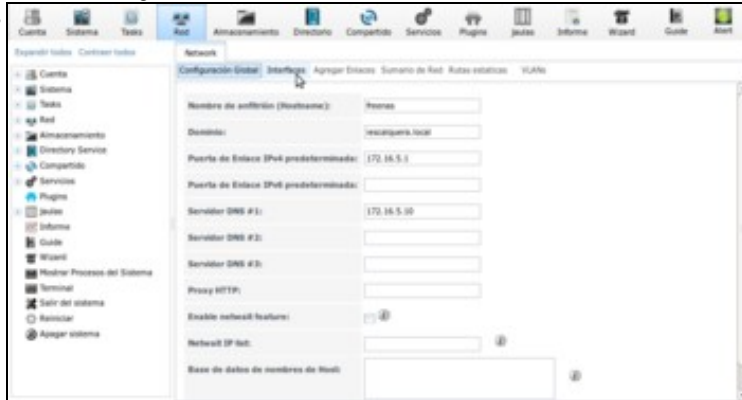 Cuenta Sistema Tasks Red Almacenamiento Directorio Compartido Servicios Plugins Jaulas Informe Wizard Guide Alert
Expandir todos Contraer todos
Cuenta
Sistema
Tasks
Red
Almacenamiento
Directory Service
Compartido
Servicios
Plugins
Jaulas
Informe
Guide
Wizard
Mostrar Procesos del Sistema
Terminal
Salir del sistema
Reiniciar
Apagar sistema
Network
Configuración Global Interfaces Agregar Enlaces Sumario de Red Rutas estáticas VLANs
Nombre de anfitrión (Hostname): freenas
Dominio: rescalquera.local
Puerta de Enlace IPv4 predeterminada: 172.16.5.1
Puerta de Enlace IPv6 predeterminada:
Servidor DNS #1: 172.16.5.10
Servidor DNS #2:
Servidor DNS #3:
Proxy HTTP:
Enable netwait feature:
Netwait IP list:
Base de datos de nombres de Host: